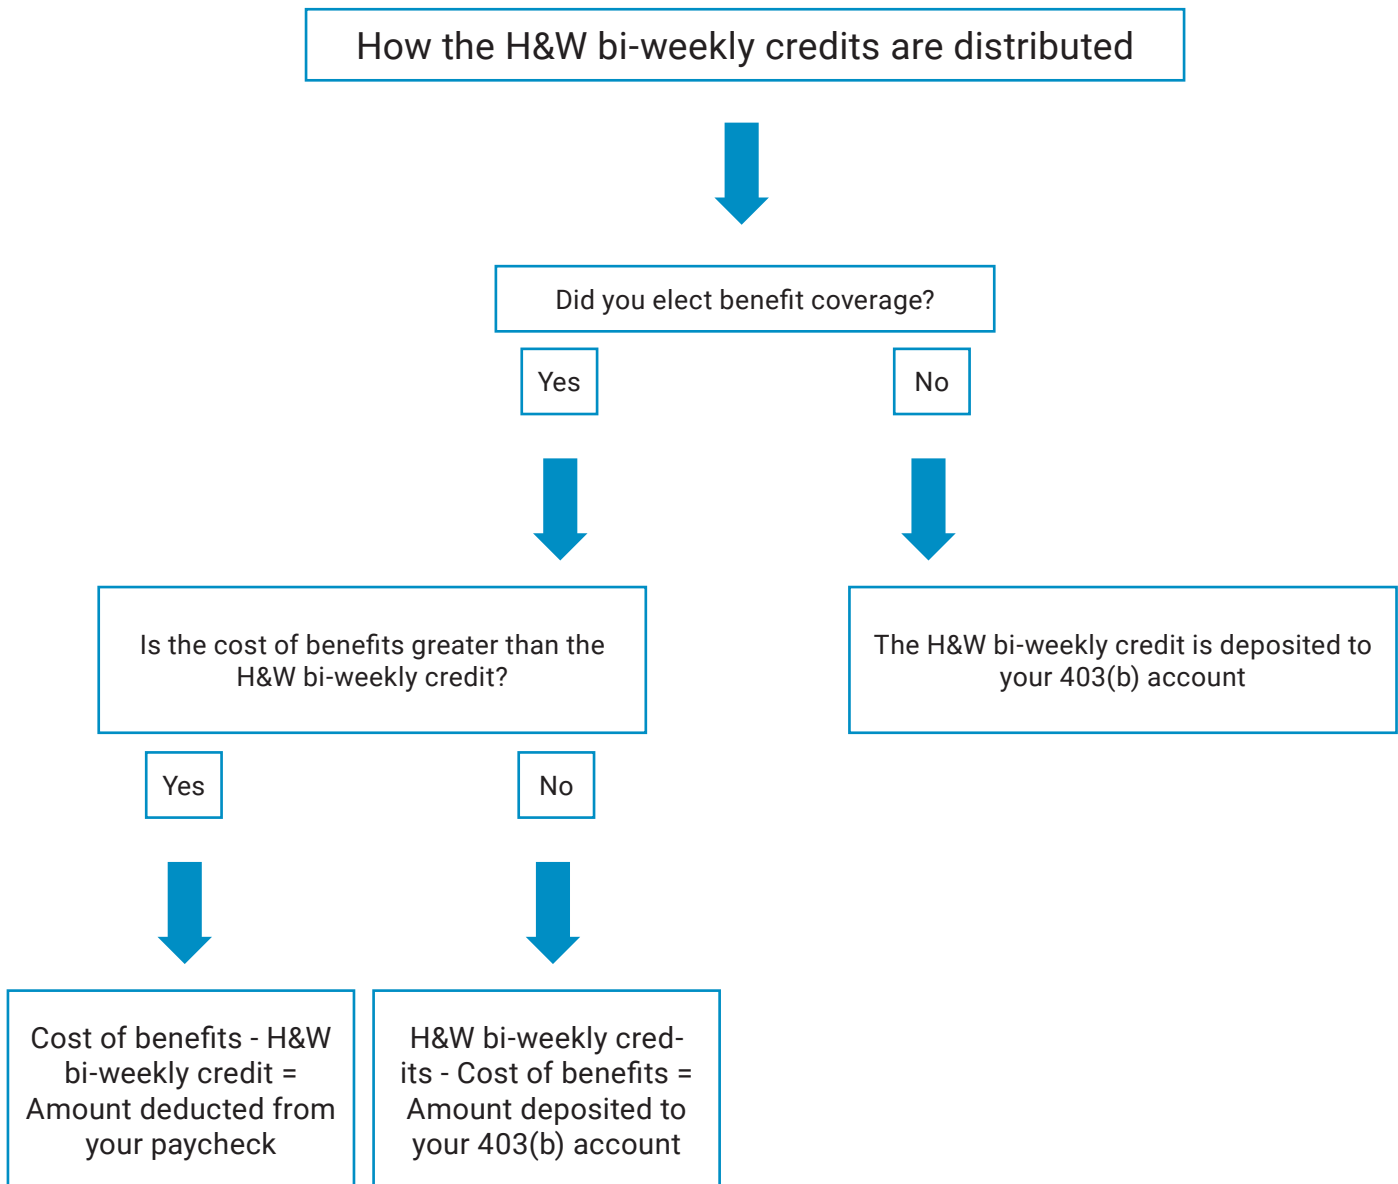 How the H&W bi-weekly credits are distributed
Did you elect benefit coverage?
Yes
No
Is the cost of benefits greater than the
H&W bi-weekly credit?
The H&W bi-weekly credit is deposited to
your 403(b) account
Yes
No
Cost of benefits - H&W
bi-weekly credit =
Amount deducted from
your paycheck
H&W bi-weekly cred-
its - Cost of benefits =
Amount deposited to
your 403(b) account